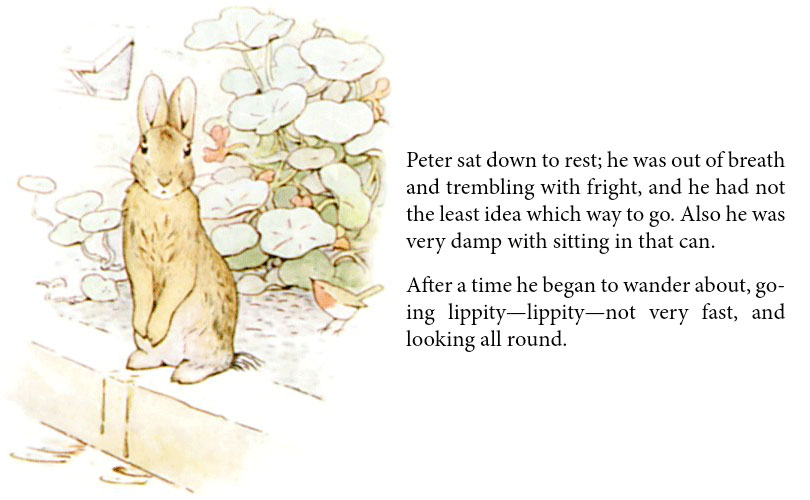 Peter sat down to rest; he was out of breath
and trembling with fright, and he had not
the least idea which way to go. Also he was
very damp with sitting in that can.
After a time he began to wander about, go-
ing lippity—lippity—not very fast, and
looking all round.